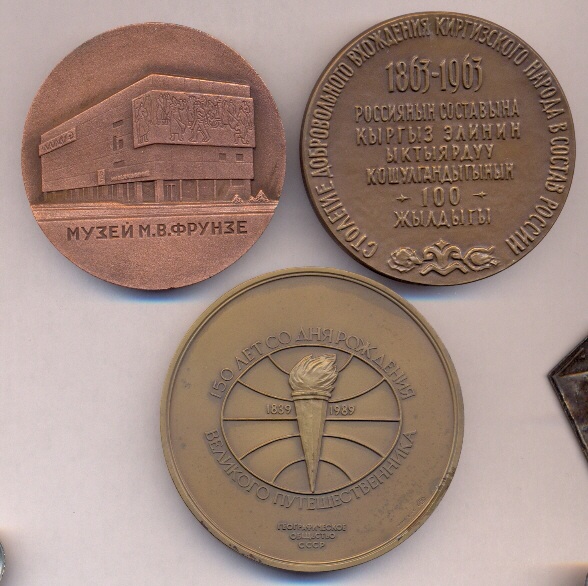 МУЗЕЙ М.В.ФРУНЗЕ
СТОЛЕТИЕ ДОБРОВОЛЬНОГО ВХОЖДЕНИЯ КИРГИЗСКОГО НАРОДА В СОСТАВ РОССИИ
1863-1963
РОССИЯНЫН СОСТАВЫНА
КЫРГЫЗ ЭЛИНИН
ЫКТЫЯРДУУ
КОШУЛГАНДЫГЫНЫН
100
ЖЫЛДЫГЫ
150 ЛЕТ СО ДНЯ РОЖДЕНИЯ
1839 1989
ВЕЛИКОГО ПУТЕШЕСТВЕННИКА
ГЕОГРАФИЧЕСКОЕ
ОБЩЕСТВО
СССР